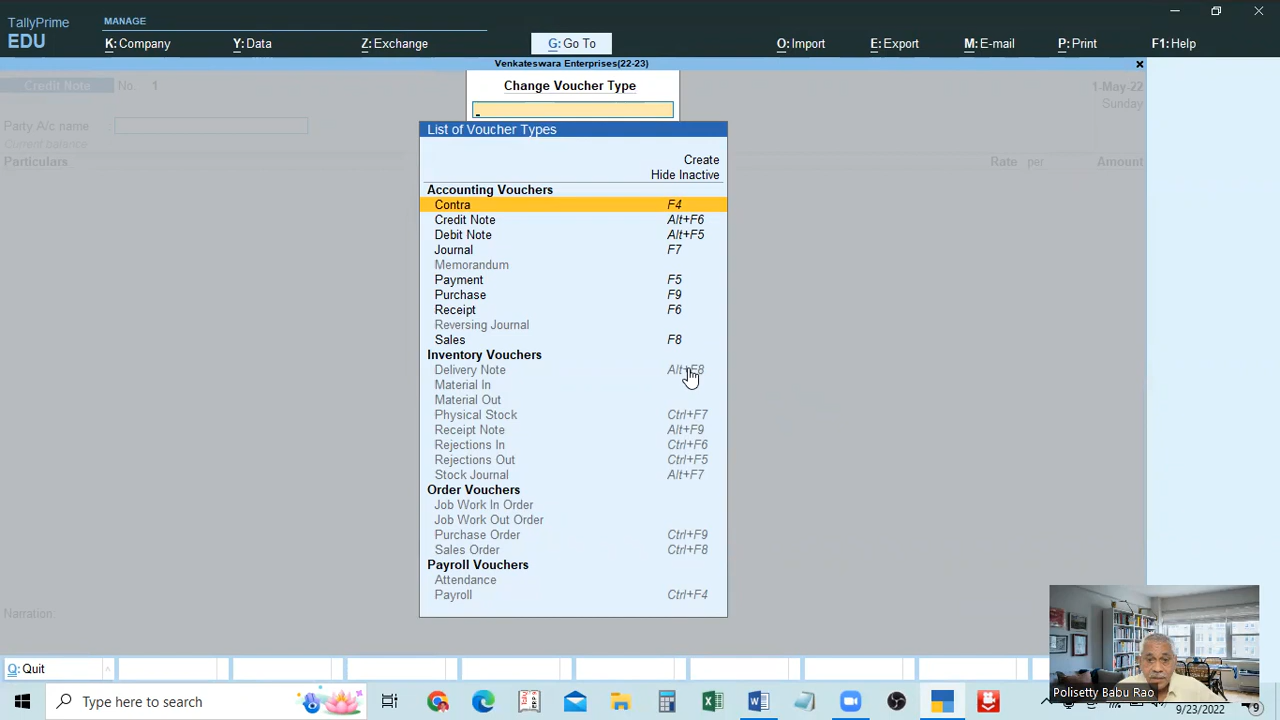 TallyPrime
EDU
MANAGE
K: Company
Y: Data
Z: Exchange
G: Go To
O: Import
E: Export
M: E-mail
P: Print
F1: Help
Venkateswara Enterprises(22-23)
Credit Note No. 1
1-May-22
Sunday
Party A/c name
Current balance
Particulars
Rate per
Amount
Change Voucher Type
List of Voucher Types
Create
Hide Inactive
Accounting Vouchers
Contra F4
Credit Note Alt+F6
Debit Note Alt+F5
Journal F7
Memorandum
Payment F5
Purchase F9
Receipt F6
Reversing Journal
Sales F8
Inventory Vouchers
Delivery Note Alt+F8
Material In
Material Out
Physical Stock Ctrl+F7
Receipt Note Alt+F9
Rejections In Ctrl+F6
Rejections Out Ctrl+F5
Stock Journal Alt+F7
Order Vouchers
Job Work In Order
Job Work Out Order
Purchase Order Ctrl+F9
Sales Order Ctrl+F8
Payroll Vouchers
Attendance
Payroll Ctrl+F4
Narration
Q: Quit
Polisetty Babu Rao
Type here to search
9/23/2022
9